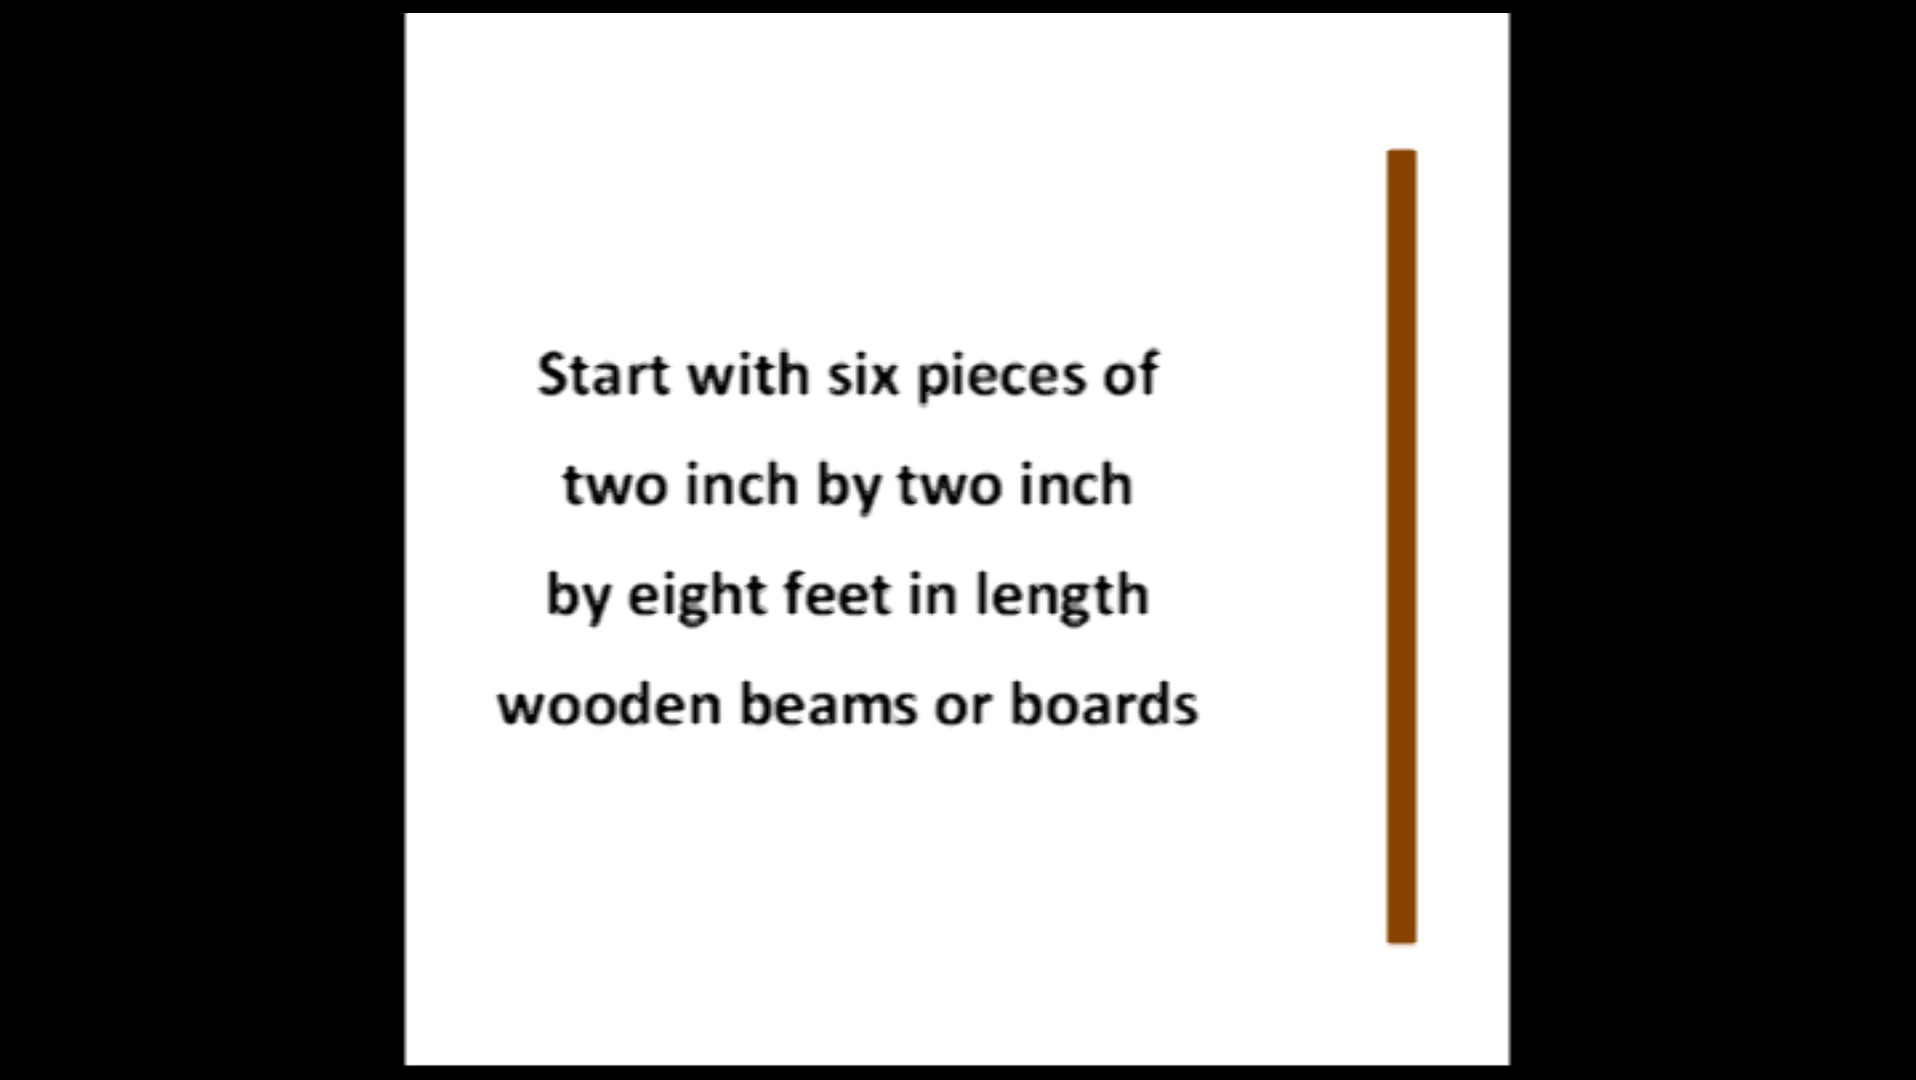 Start with six pieces of
two inch by two inch
by eight feet in length
wooden beams or boards